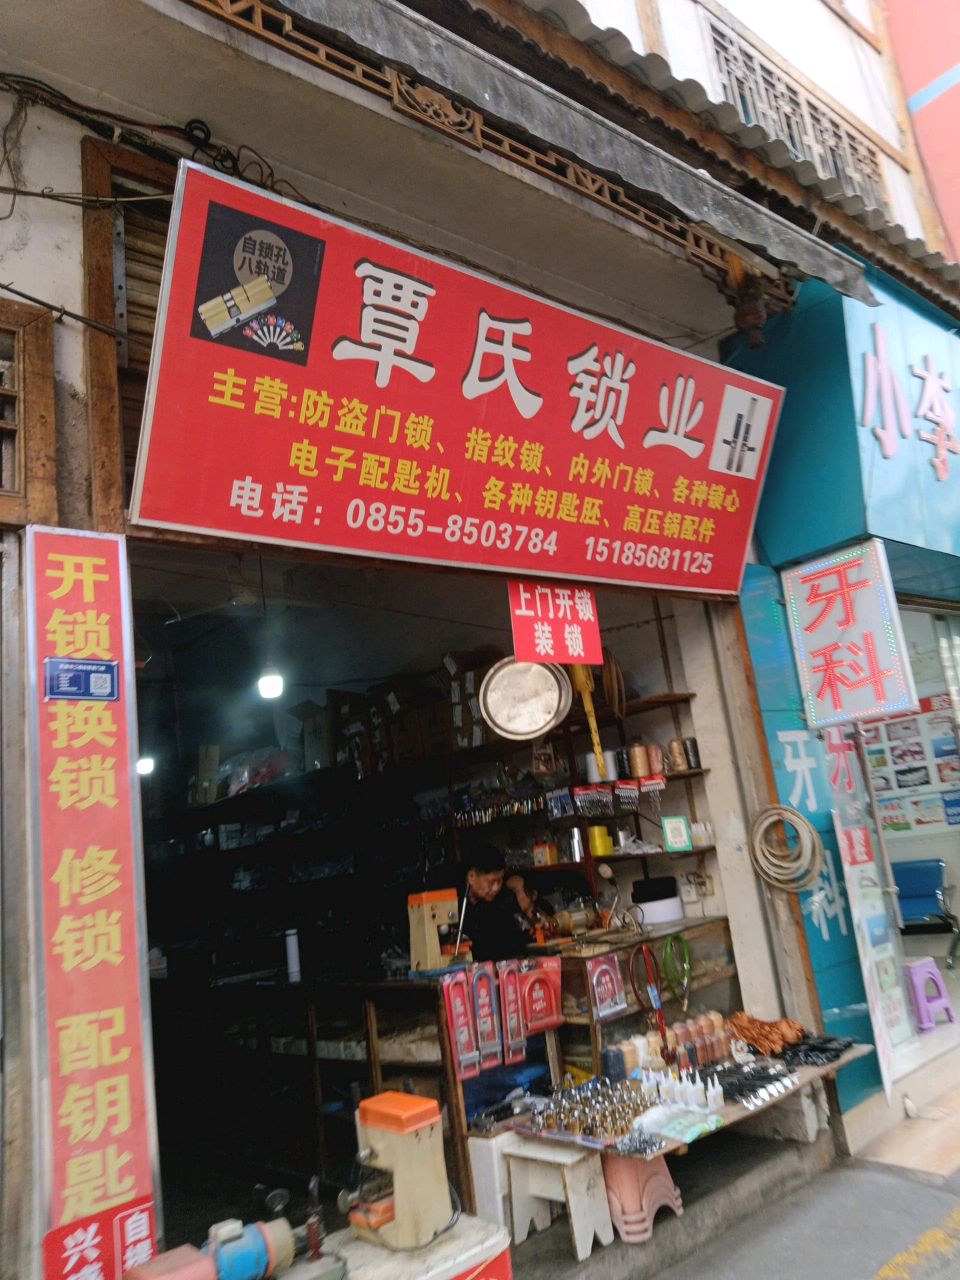 自锁孔
八轨道
覃氏锁业
主营:防盗门锁、指纹锁、内外门锁、各种锁心
电子配匙机、各种钥匙胚、高压锅配件
电话: 0855-8503784 15185681125
上门开锁
装锁
开锁
换锁
修锁
配钥匙
兴
自
小李
牙科
牙
牙
科